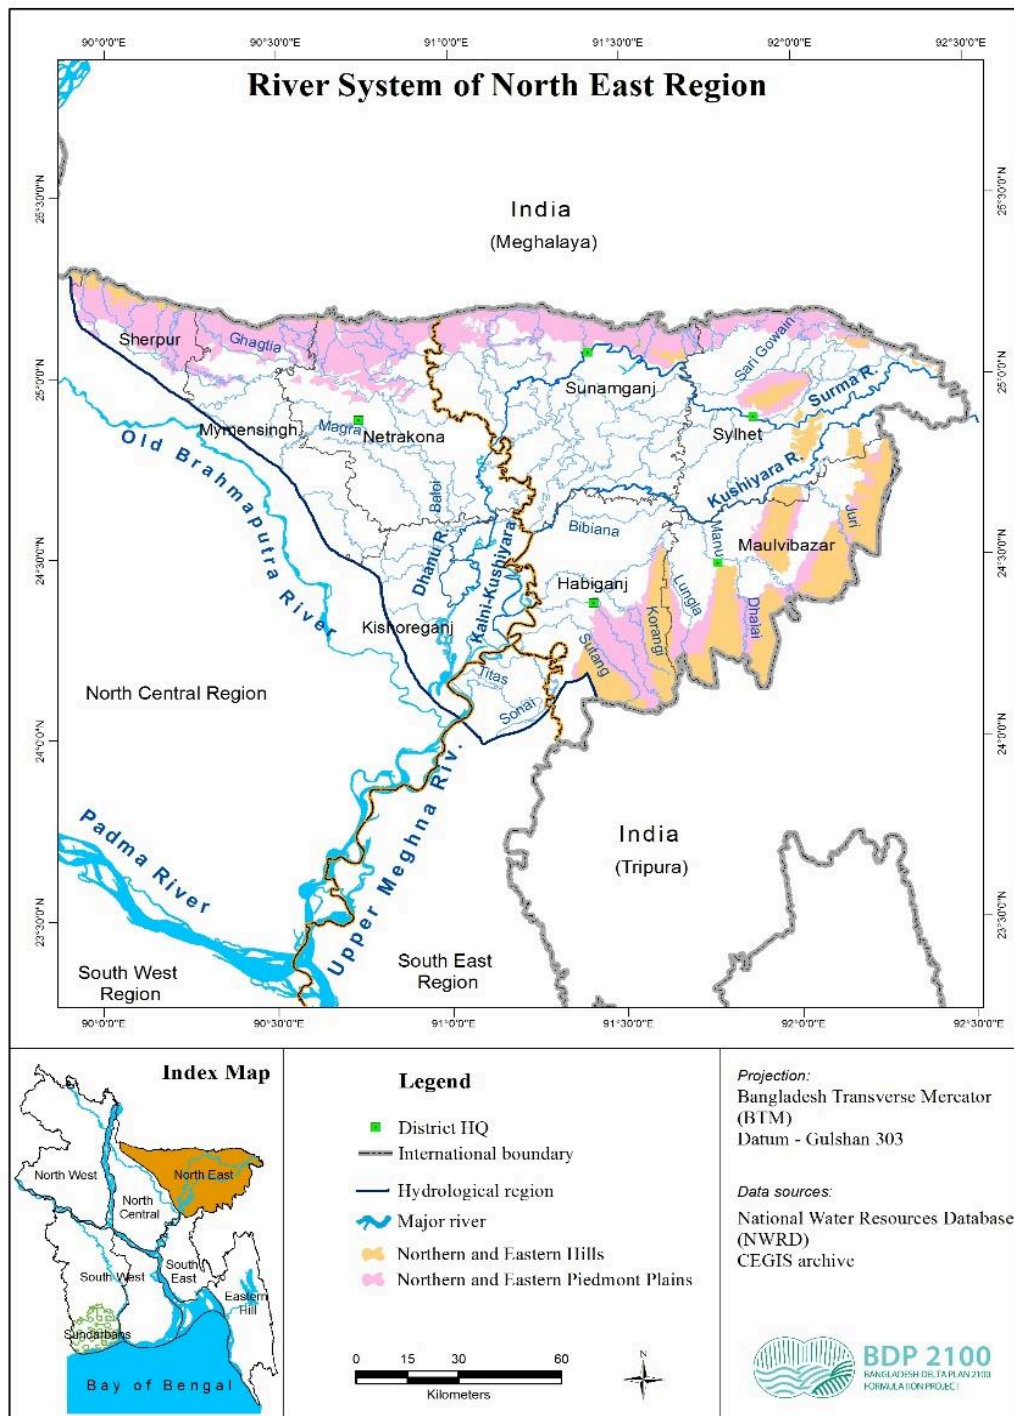 90°0'0"E
90°30'0"E
91°0'0"E
91°30'0"E
92°0'0"E
92°30'0"E
River System of North East Region
25°30'0"N
25°30'0"N
India
(Meghalaya)
Sherpur
Ghagtia
Sari Gowain
25°0'0"N
25°0'0"N
Sunamganj
Surma R.
Mymensingh
Magra
Netrakona
Sylhet
Old Brahmaputra River
Baloi
Kushiyara R.
Bibiana
Manu
Juri
Maulvibazar
24°30'0"N
24°30'0"N
Dhanu R.
Kalni-Kushiyara
Habiganj
Lungla
Korangi
Dhalai
Kishoreganj
Sutang
Titas
Sonai
North Central Region
24°0'0"N
24°0'0"N
Upper Meghna Riv.
India
(Tripura)
Padma River
23°30'0"N
23°30'0"N
South West
Region
South East
Region
90°0'0"E
90°30'0"E
91°0'0"E
91°30'0"E
92°0'0"E
92°30'0"E
Index Map
North West
North East
North
Central
South West
South
East
Eastern
Hill
Sundarbans
Bay of Bengal
Legend
District HQ
International boundary
Hydrological region
Major river
Northern and Eastern Hills
Northern and Eastern Piedmont Plains
0 15 30 60
Kilometers
N
Projection:
Bangladesh Transverse Mercator
(BTM)
Datum - Gulshan 303
Data sources:
National Water Resources Database
(NWRD)
CEGIS archive
BDP 2100
BANGLADESH DELTA PLAN 2100
FORMULATION PROJECT